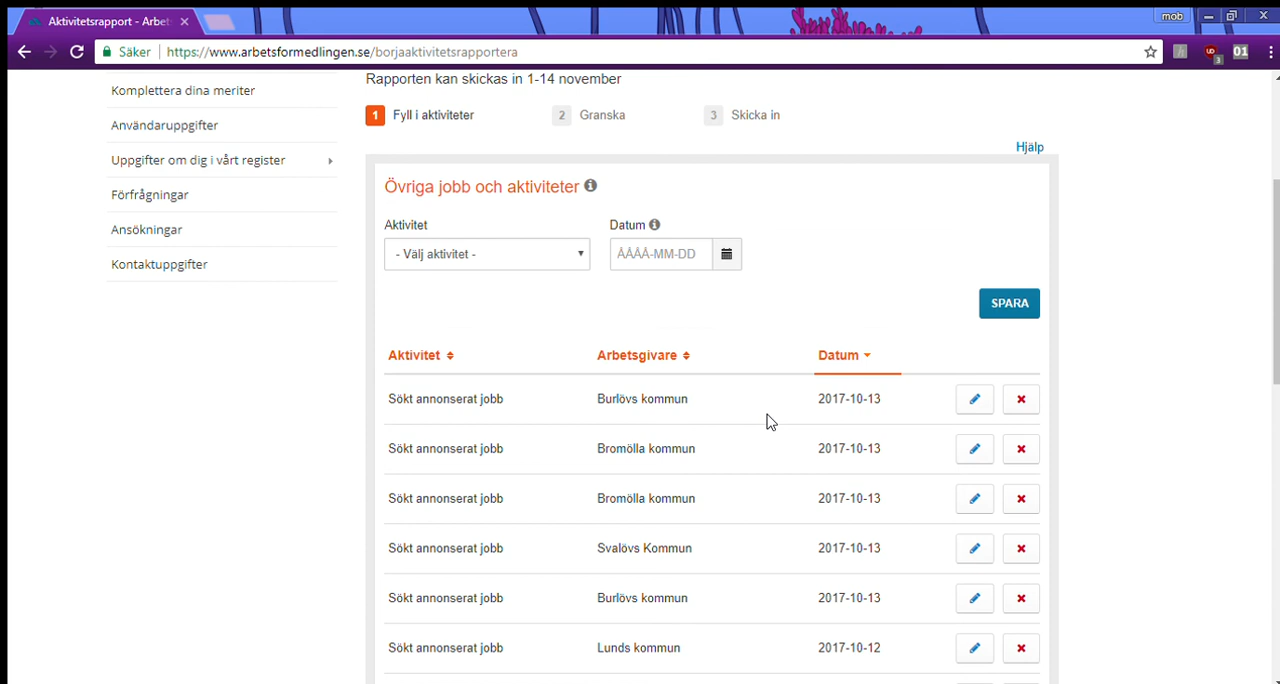 Aktivitetsrapport - Arbet
mob
Säker
https://www.arbetsformedlingen.se/borjaaktivitetsrapportera
3
01
Komplettera dina meriter
Användaruppgifter
Uppgifter om dig i vårt register
Förfrågningar
Ansökningar
Kontaktuppgifter
Rapporten kan skickas in 1-14 november
1 Fyll i aktiviteter 2 Granska 3 Skicka in
Hjälp
Övriga jobb och aktiviteter
Aktivitet Datum
- Välj aktivitet - ÅÅÅÅ-MM-DD
SPARA
Aktivitet Arbetsgivare Datum
Sökt annonserat jobb Burlövs kommun 2017-10-13
Sökt annonserat jobb Bromölla kommun 2017-10-13
Sökt annonserat jobb Bromölla kommun 2017-10-13
Sökt annonserat jobb Svalövs Kommun 2017-10-13
Sökt annonserat jobb Burlövs kommun 2017-10-13
Sökt annonserat jobb Lunds kommun 2017-10-12